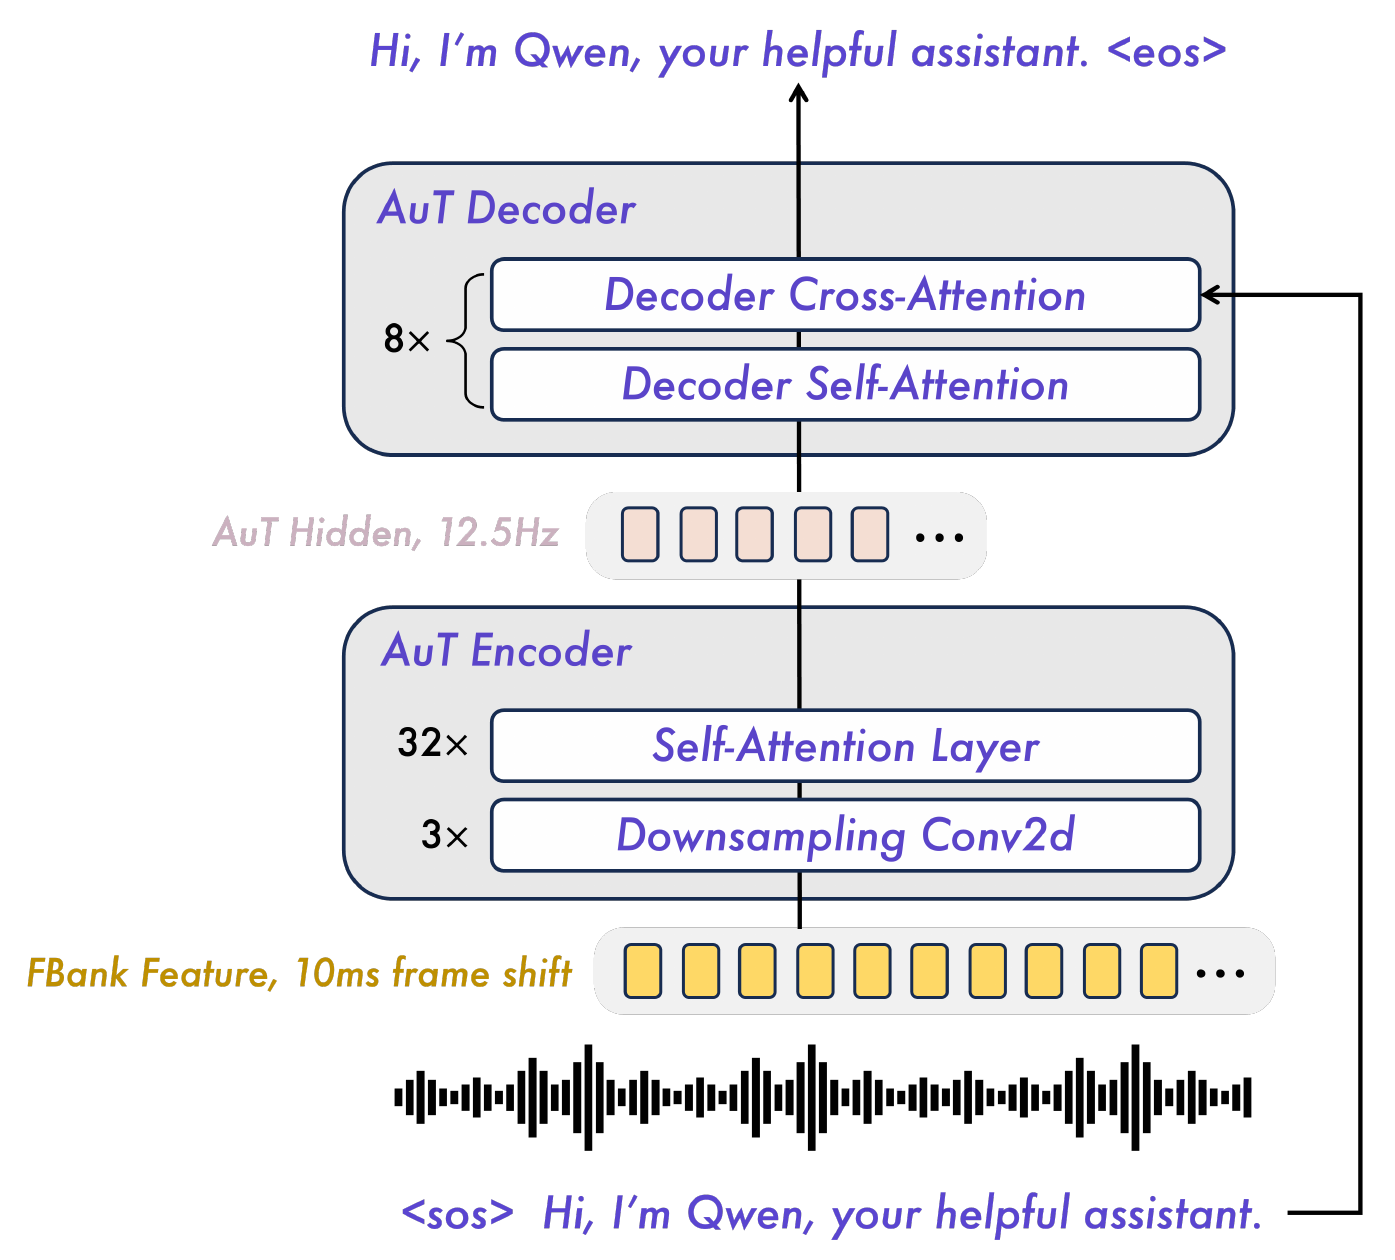 Hi, I'm Qwen, your helpful assistant. <eos>
AuT Decoder
Decoder Cross-Attention
8×
Decoder Self-Attention
AuT Hidden, 12.5Hz
...
AuT Encoder
32×
Self-Attention Layer
3×
Downsampling Conv2d
FBank Feature, 10ms frame shift
...
<sos> Hi, I'm Qwen, your helpful assistant.